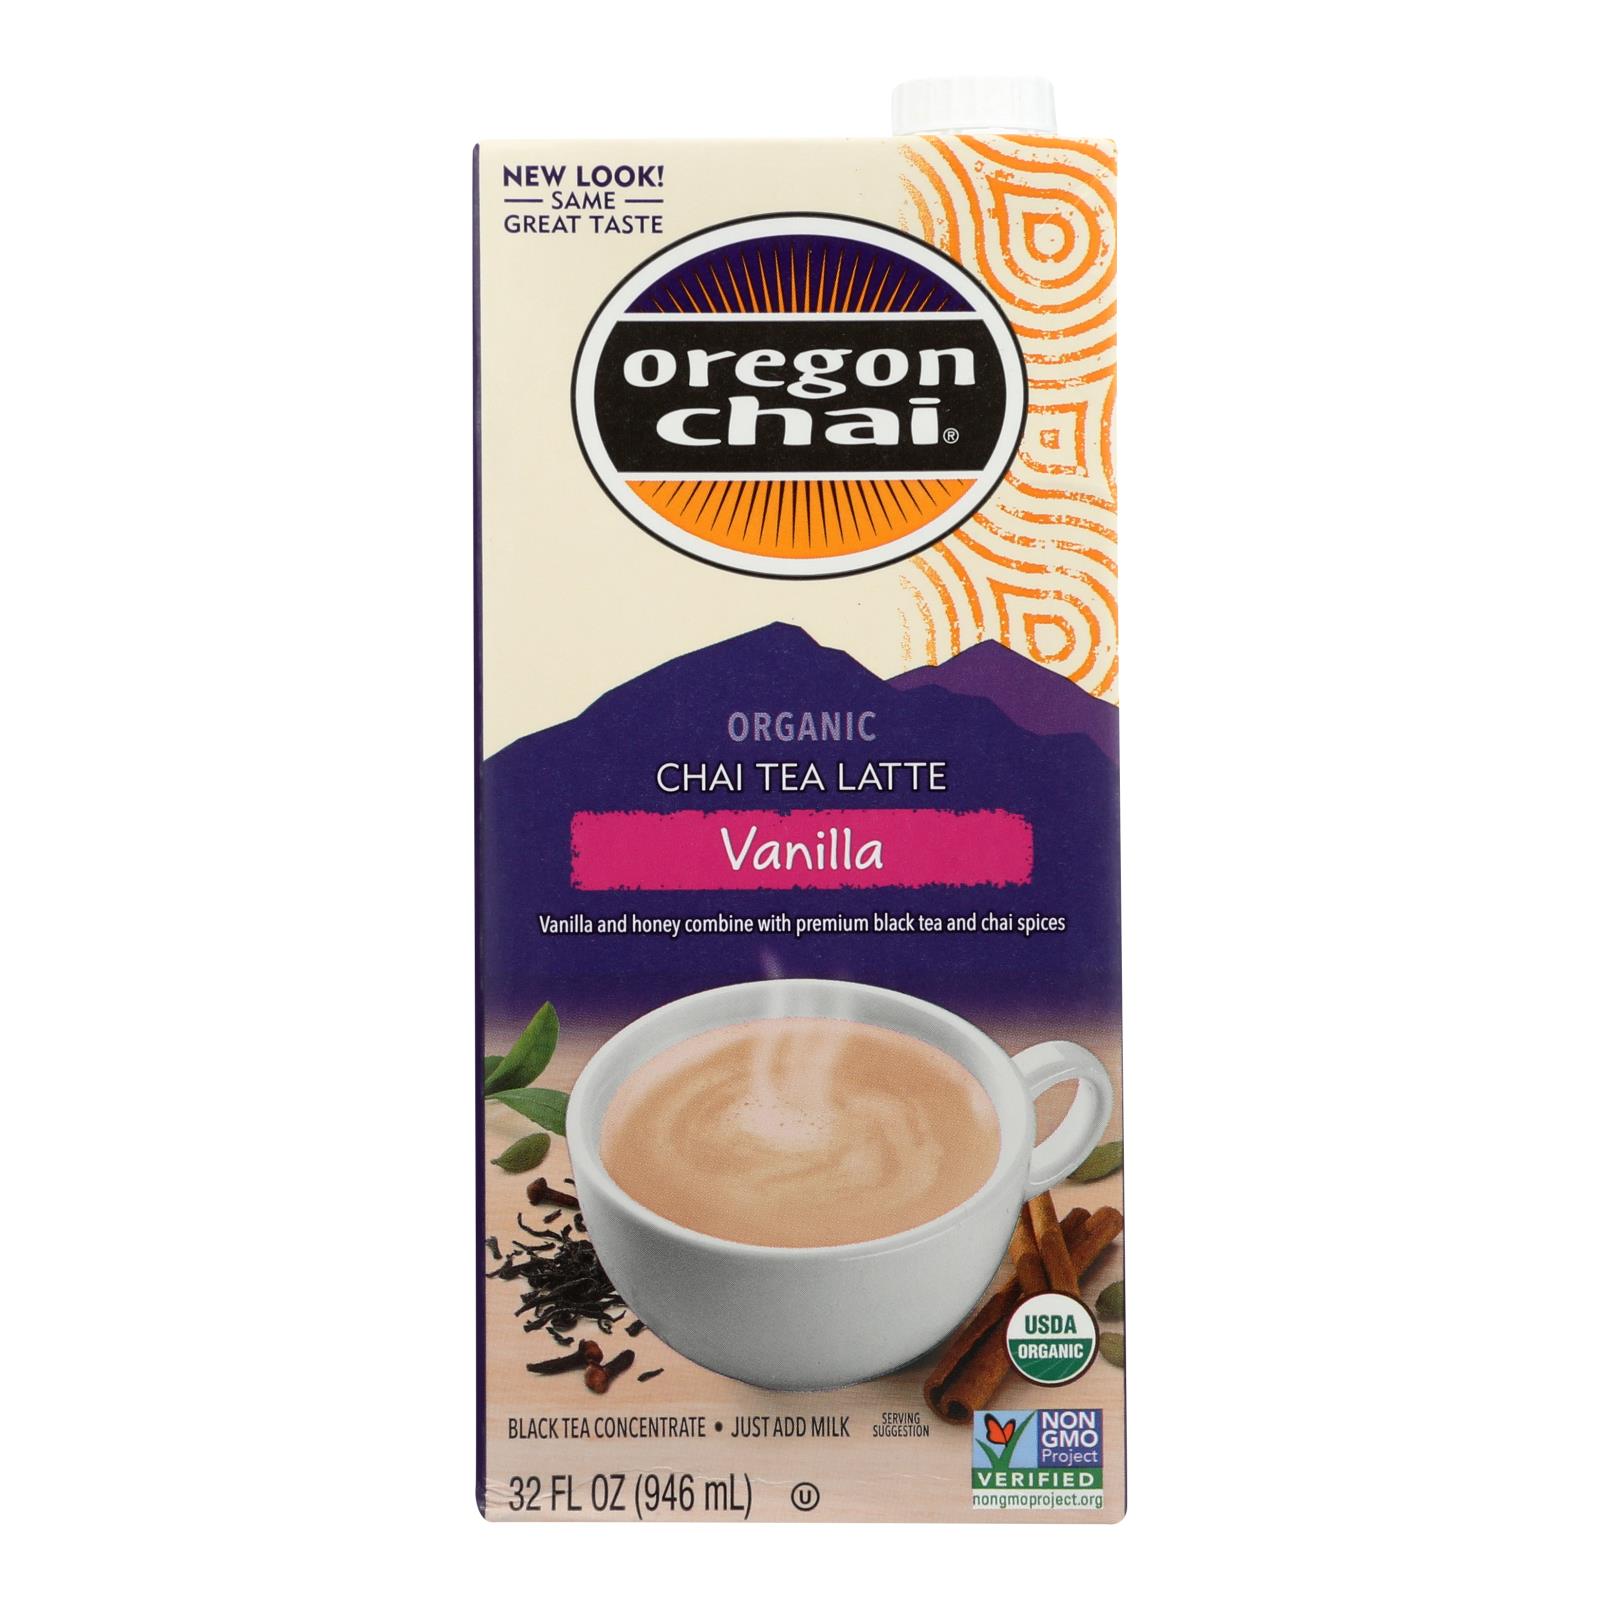 NEW LOOK!
SAME
GREAT TASTE
oregon
chai®
ORGANIC
CHAI TEA LATTE
Vanilla
Vanilla and honey combine with premium black tea and chai spices
USDA
ORGANIC
BLACK TEA CONCENTRATE • JUST ADD MILK
SERVING
SUGGESTION
NON
GMO
Project
VERIFIED
nongmoproject.org
32 FL OZ (946 mL)
U